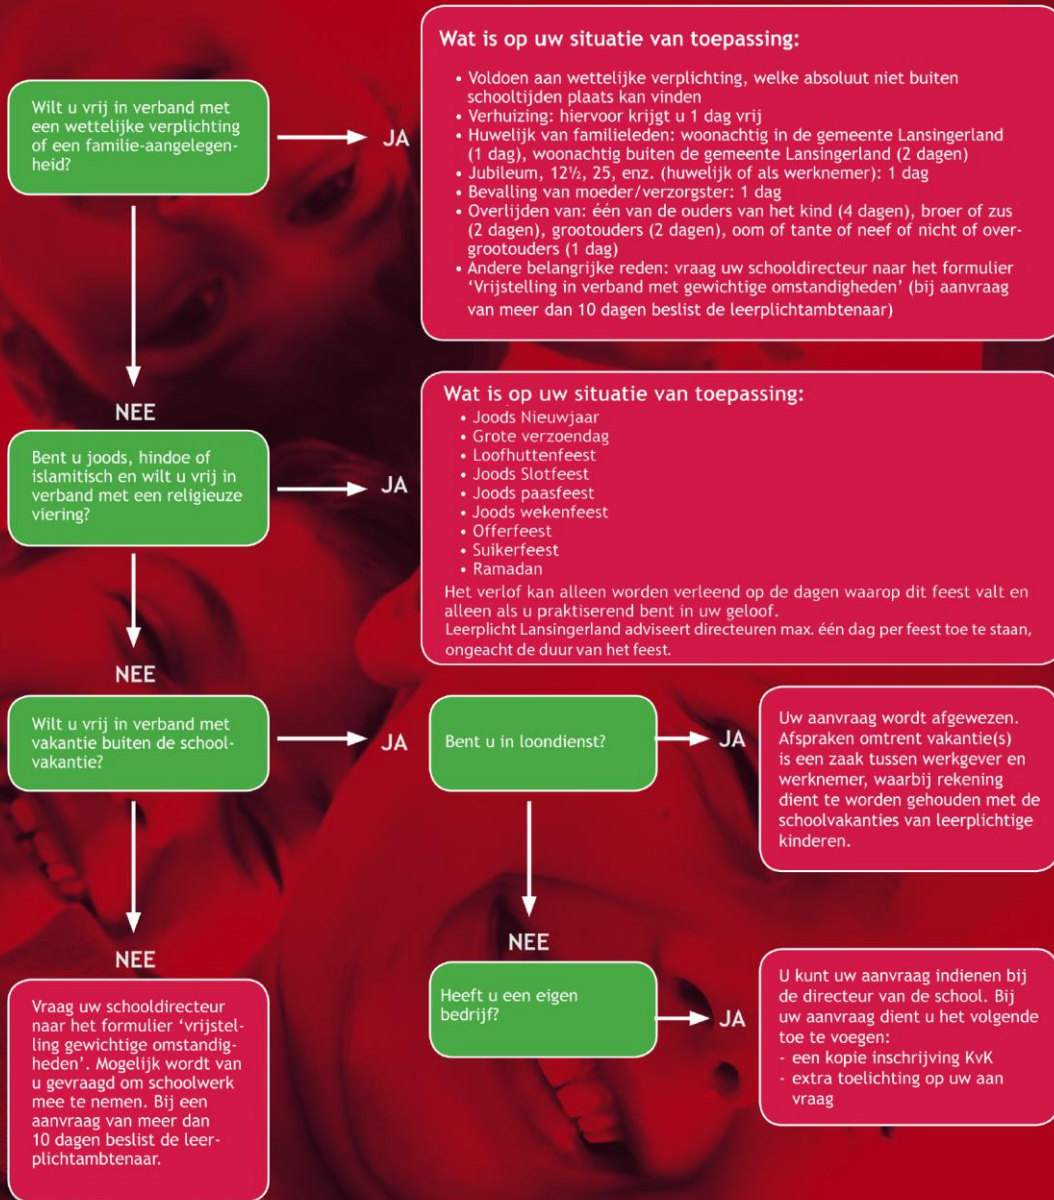 Wilt u vrij in verband met
een wettelijke verplichting
of een familie-aangelegen-
heid?
JA
Wat is op uw situatie van toepassing:
• Voldoen aan wettelijke verplichting, welke absoluut niet buiten
schooltijden plaats kan vinden
• Verhuizing: hiervoor krijgt u 1 dag vrij
• Huwelijk van familieleden: woonachtig in de gemeente Lansingerland
(1 dag), woonachtig buiten de gemeente Lansingerland (2 dagen)
• Jubileum, 12½, 25, enz. (huwelijk of als werknemer): 1 dag
• Bevalling van moeder/verzorgster: 1 dag
• Overlijden van: één van de ouders van het kind (4 dagen), broer of zus
(2 dagen), grootouders (2 dagen), oom of tante of neef of nicht of over-
grootouders (1 dag)
• Andere belangrijke reden: vraag uw schooldirecteur naar het formulier
‘Vrijstelling in verband met gewichtige omstandigheden’ (bij aanvraag
van meer dan 10 dagen beslist de leerplichtambtenaar)
NEE
Bent u joods, hindoe of
islamitisch en wilt u vrij in
verband met een religieuze
viering?
JA
Wat is op uw situatie van toepassing:
• Joods Nieuwjaar
• Grote verzoendag
• Loofhuttenfeest
• Joods Slotfeest
• Joods paasfeest
• Joods wekenfeest
• Offerfeest
• Suikerfeest
• Ramadan
Het verlof kan alleen worden verleend op de dagen waarop dit feest valt en
alleen als u praktiserend bent in uw geloof.
Leerplicht Lansingerland adviseert directeuren max. één dag per feest toe te staan,
ongeacht de duur van het feest.
NEE
Wilt u vrij in verband met
vakantie buiten de school-
vakantie?
JA
Bent u in loondienst?
JA
Uw aanvraag wordt afgewezen.
Afspraken omtrent vakantie(s)
is een zaak tussen werkgever en
werknemer, waarbij rekening
dient te worden gehouden met de
schoolvakanties van leerplichtige
kinderen.
NEE
Vraag uw schooldirecteur
naar het formulier ‘vrijstel-
ling gewichtige omstandig-
heden’. Mogelijk wordt van
u gevraagd om schoolwerk
mee te nemen. Bij een
aanvraag van meer dan
10 dagen beslist de leer-
plichtambtenaar.
NEE
Heeft u een eigen
bedrijf?
JA
U kunt uw aanvraag indienen bij
de directeur van de school. Bij
uw aanvraag dient u het volgende
toe te voegen:
- een kopie inschrijving KvK
- extra toelichting op uw aan
vraag